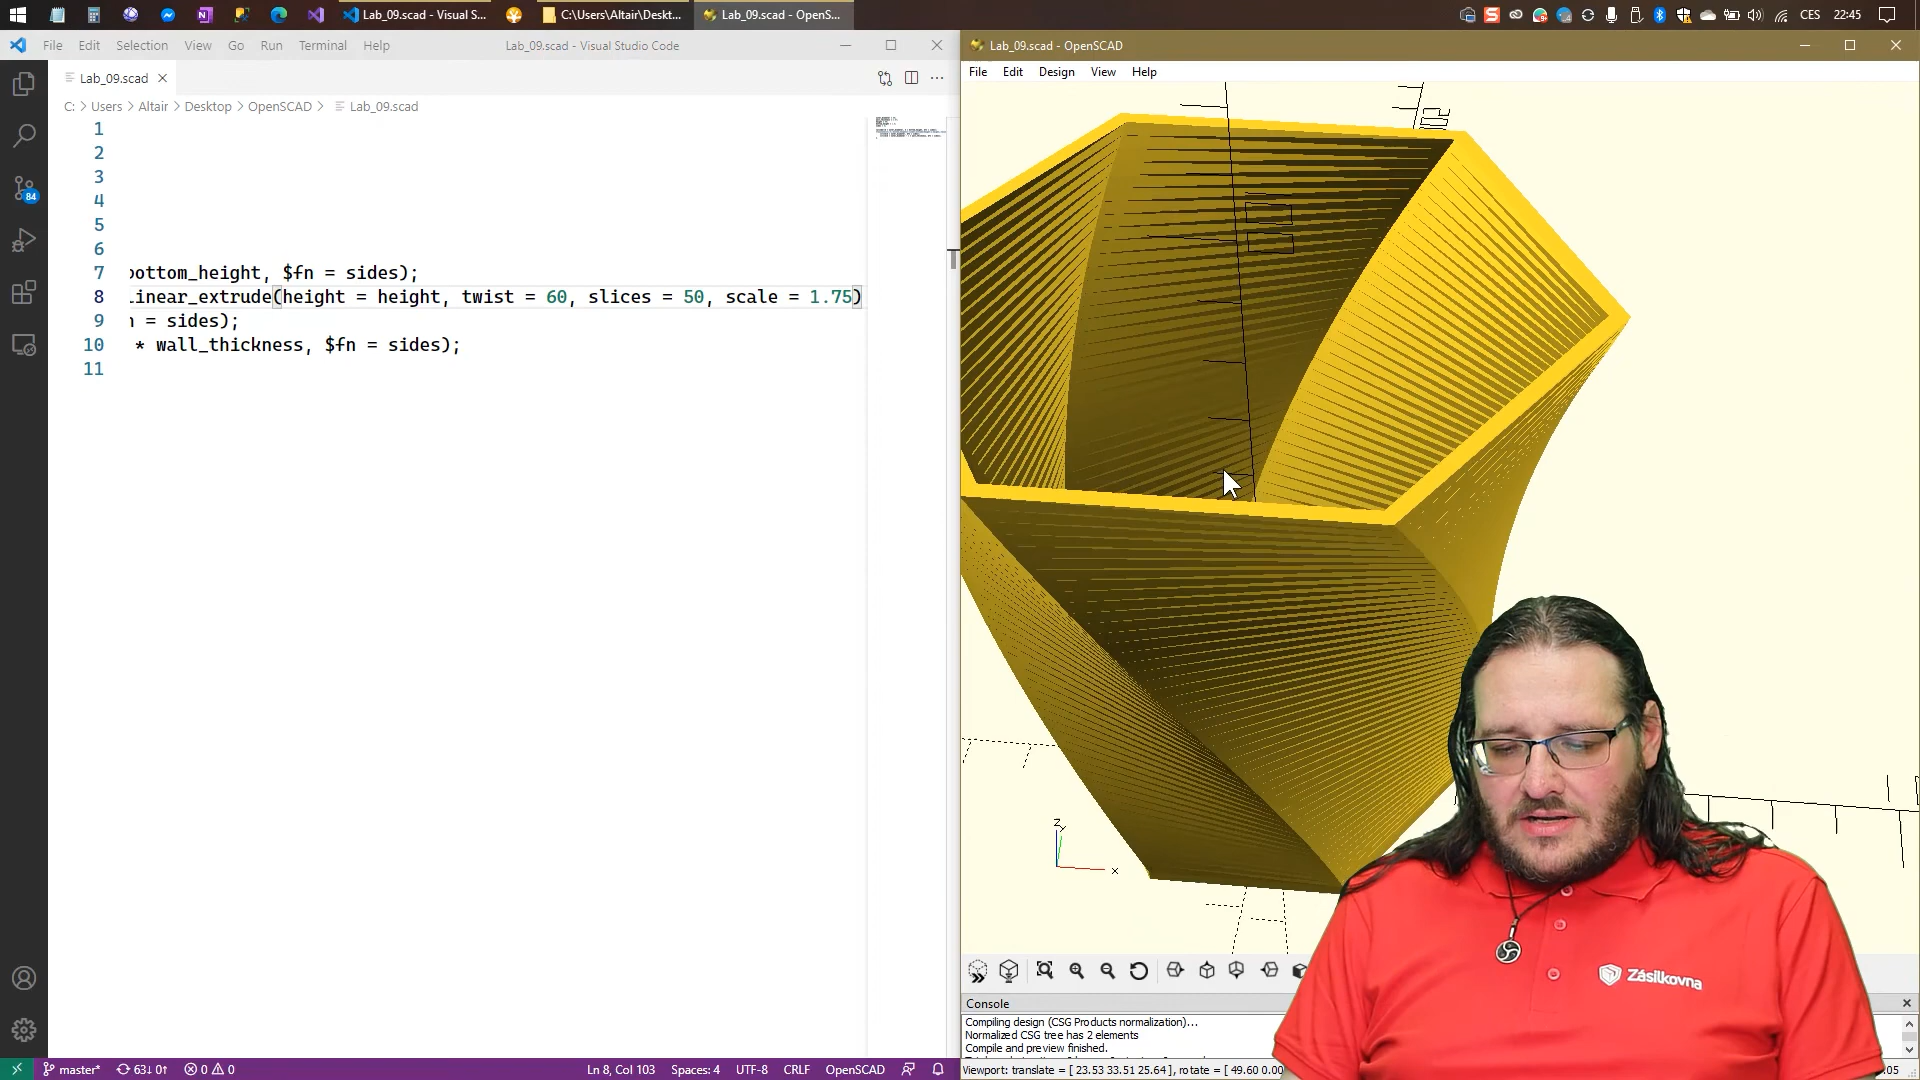 Lab_09.scad - Visual S...
C:\Users\Altair\Deskt...
Lab_09.scad - OpenS...
CES
22:45
File Edit Selection View Go Run Terminal Help
Lab_09.scad - Visual Studio Code
Lab_09.scad
C: > Users > Altair > Desktop > OpenSCAD > Lab_09.scad
1
2
3
4
5
6
7 bottom_height, $fn = sides);
8 linear_extrude(height = height, twist = 60, slices = 50, scale = 1.75)
9 n = sides);
10 * wall_thickness, $fn = sides);
11
84
master*
63↓ 0↑
0 0
Ln 8, Col 103
Spaces: 4
UTF-8
CRLF
OpenSCAD
Lab_09.scad - OpenSCAD
File Edit Design View Help
z
y
x
Zásilkovna
Console
Compiling design (CSG Products normalization)...
Normalized CSG tree has 2 elements
Compile and preview finished.
Viewport: translate = [ 23.53 33.51 25.64 ], rotate = [ 49.60 0.00
.05